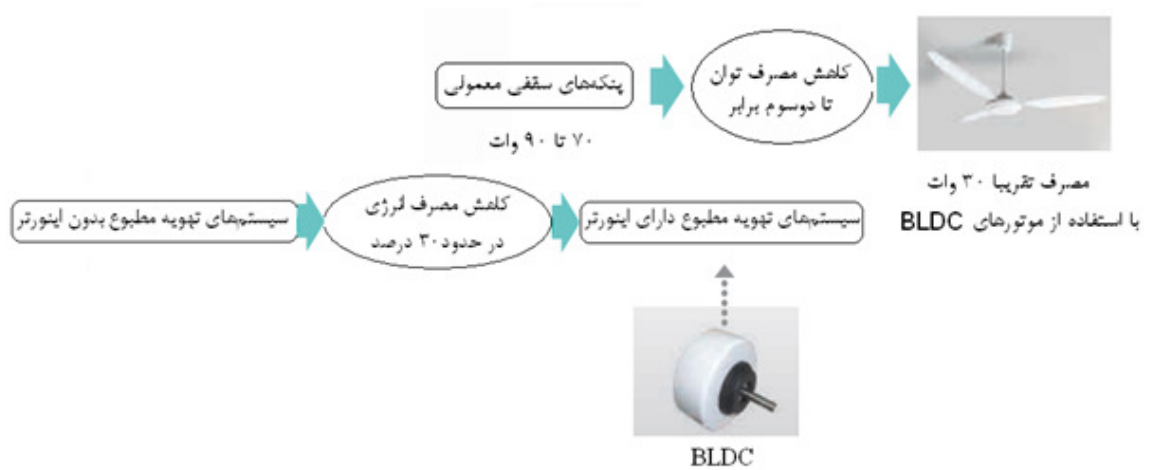 پنکه‌های سقفی معمولی
۷۰ تا ۹۰ وات
کاهش مصرف توان
تا دوسوم برابر
مصرف تقریبا ۳۰ وات
با استفاده از موتورهای BLDC
سیستم‌های تهویه مطبوع بدون اینورتر
کاهش مصرف انرژی
در حدود۳۰ درصد
سیستم‌های تهویه مطبوع دارای اینورتر
BLDC